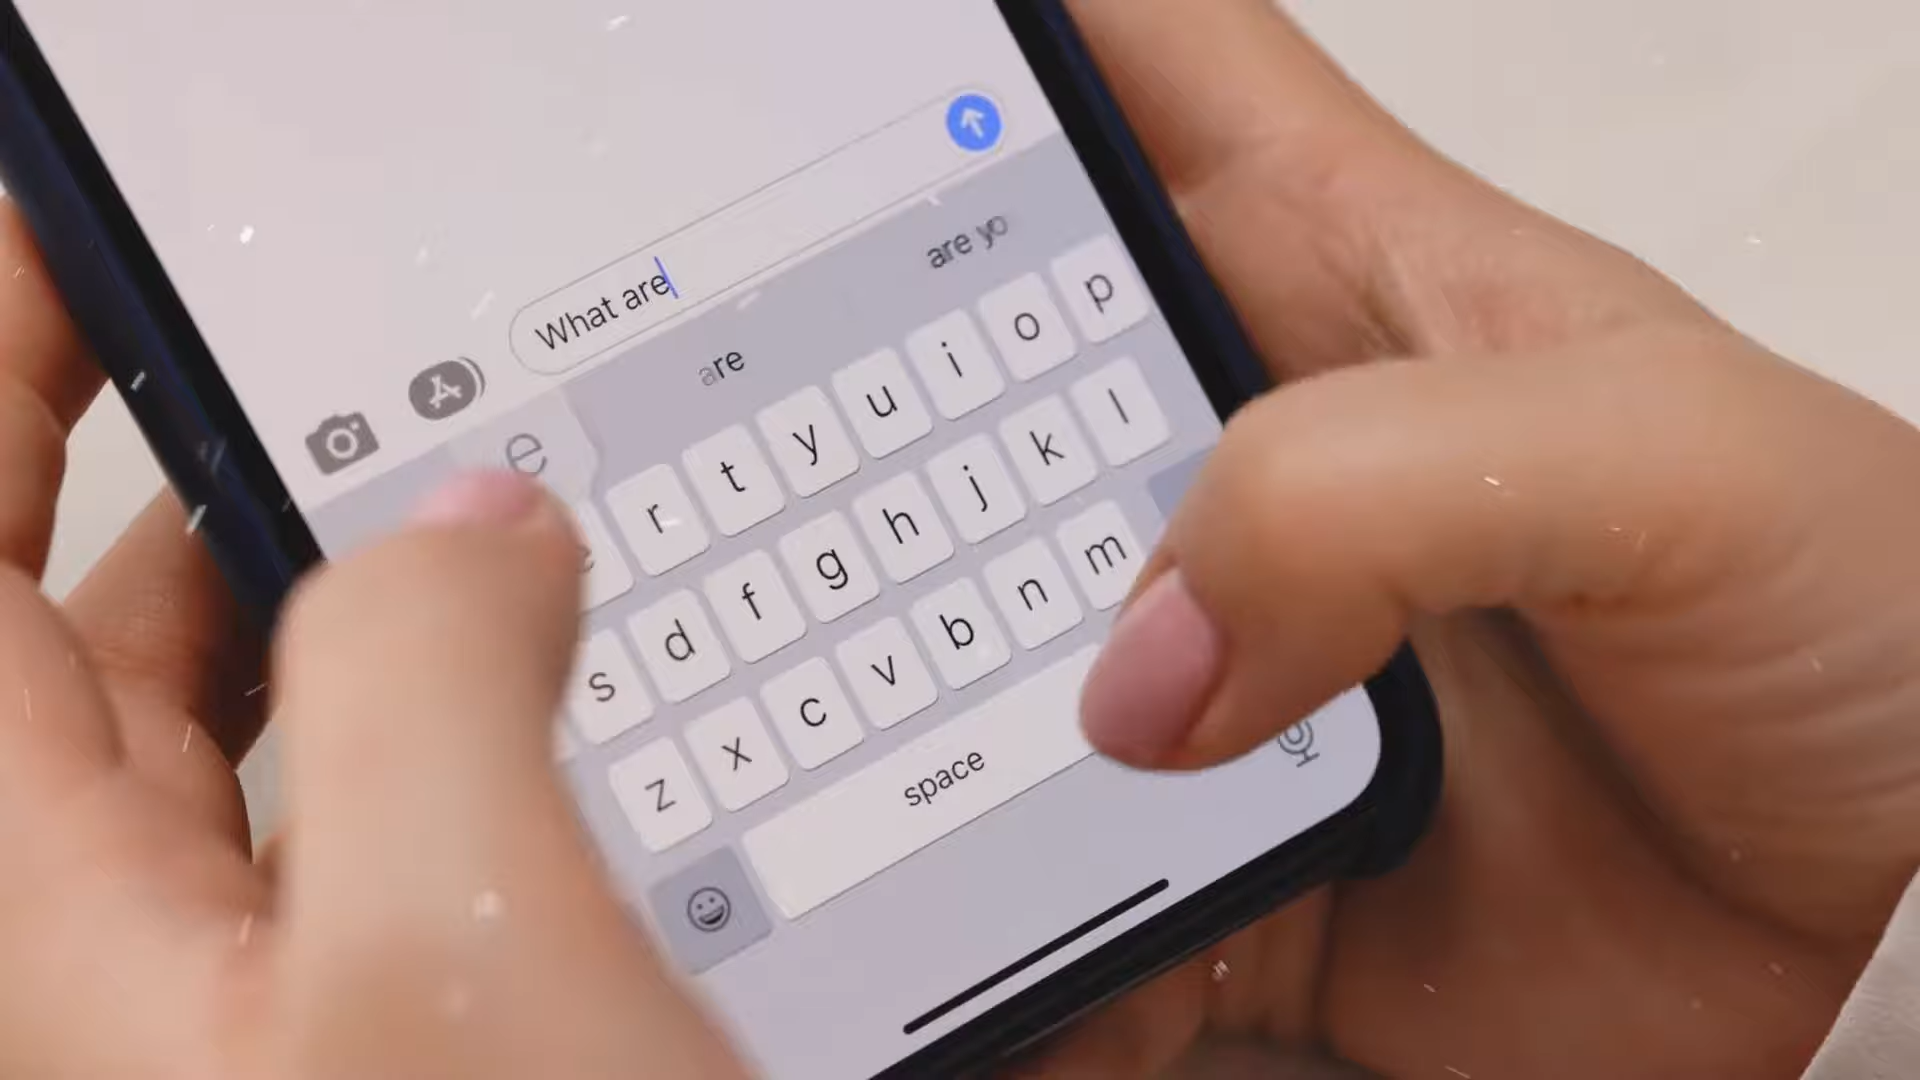 What are
are
are yo
e
e r t y u i o p
s d f g h j k l
z x c v b n m
space